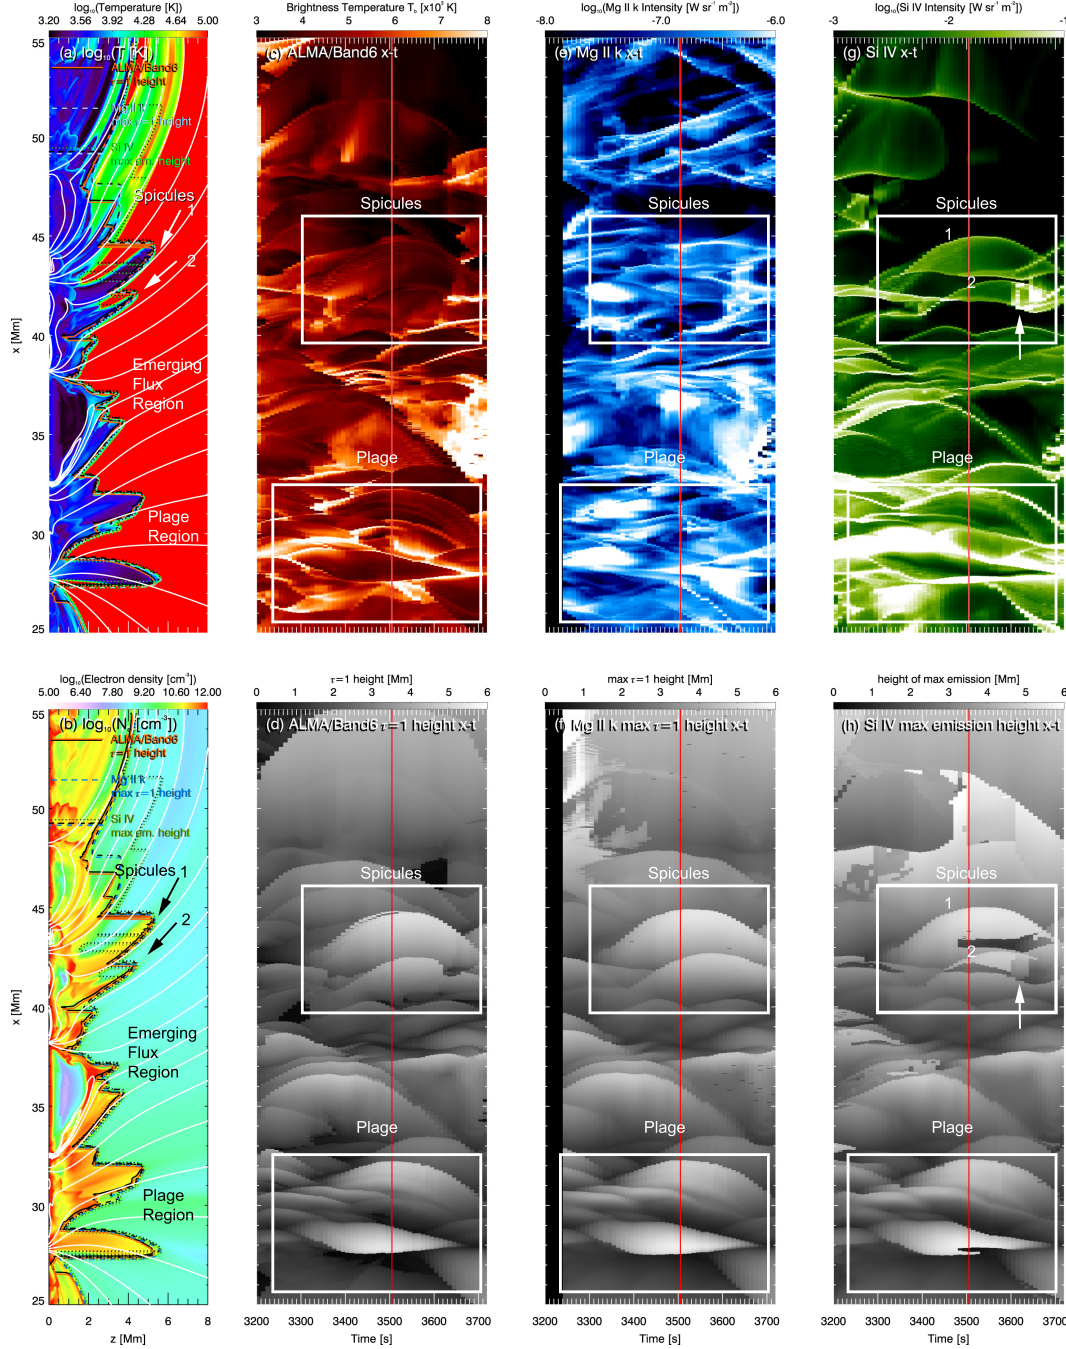 log₁₀(Temperature [K])
3.20 3.56 3.92 4.28 4.64 5.00
Brightness Temperature T_b [x10³ K]
3 4 5 6 7 8
log₁₀(Mg II k Intensity [W sr⁻¹ m⁻²])
-8.0 -7.0 -6.0
log₁₀(Si IV Intensity [W sr⁻¹ m⁻²])
-3 -2 -1
(a) log₁₀(T [K])
ALMA/Band6
τ=1 height
Mg II k
max τ=1 height
Si IV
max em. height
Spicules
1
2
Emerging
Flux
Region
Plage
Region
x [Mm]
55
50
45
40
35
30
25
(c) ALMA/Band6 x-t
Spicules
Plage
(e) Mg II k x-t
Spicules
Plage
(g) Si IV x-t
Spicules
1
2
Plage
log₁₀(Electron density [cm⁻³])
5.00 6.40 7.80 9.20 10.60 12.00
τ=1 height [Mm]
0 1 2 3 4 5 6
max τ=1 height [Mm]
0 1 2 3 4 5 6
height of max emission [Mm]
0 1 2 3 4 5 6
(b) log₁₀(N [cm⁻³])
ALMA/Band6
τ=1 height
Mg II k
max τ=1 height
Si IV
max em. height
Spicules
1
2
Emerging
Flux
Region
Plage
Region
x [Mm]
55
50
45
40
35
30
25
0 2 4 6 8
z [Mm]
(d) ALMA/Band6 τ=1 height x-t
Spicules
Plage
3200 3300 3400 3500 3600 3700
Time [s]
(f) Mg II k max τ=1 height x-t
Spicules
Plage
3200 3300 3400 3500 3600 3700
Time [s]
(h) Si IV max emission height x-t
Spicules
1
2
Plage
3200 3300 3400 3500 3600 3700
Time [s]